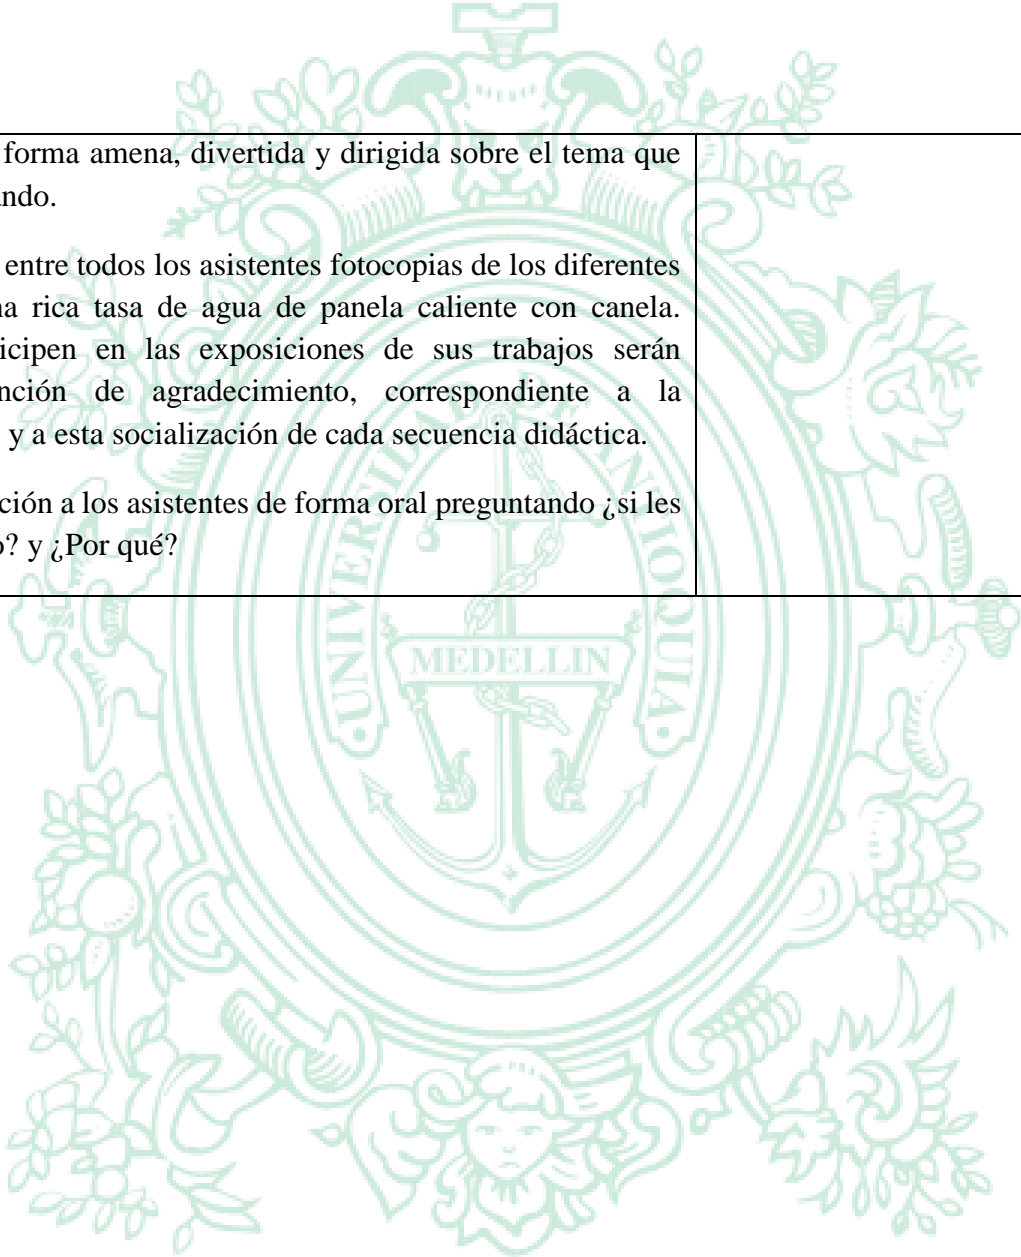 forma amena, divertida y dirigida sobre el tema que
ando.
entre todos los asistentes fotocopias de los diferentes
na rica tasa de agua de panela caliente con canela.
icipen en las exposiciones de sus trabajos serán
nción de agradecimiento, correspondiente a la
y a esta socialización de cada secuencia didáctica.
ción a los asistentes de forma oral preguntando ¿si les
o? y ¿Por qué?
UNIVERSIDAD DE ANTIOQUIA
MEDELLIN